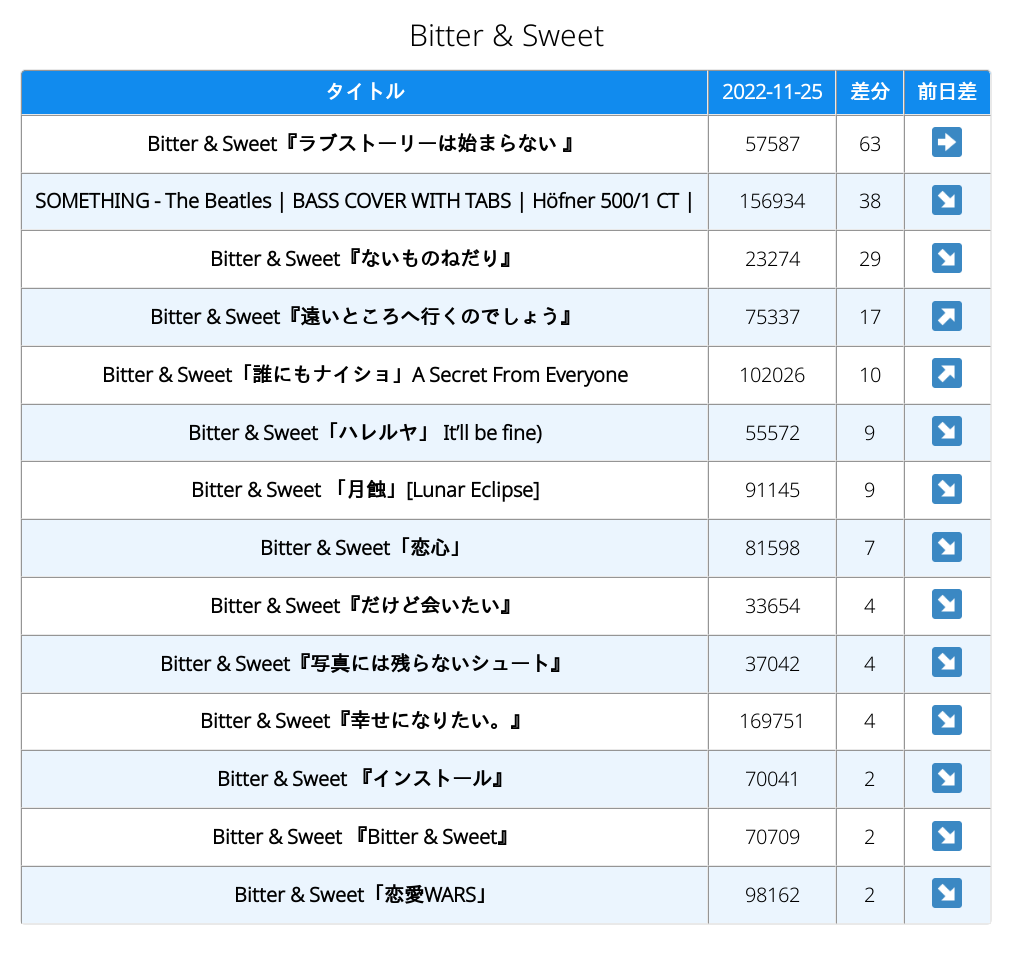 Bitter & Sweet
タイトル 2022-11-25 差分 前日差
Bitter & Sweet『ラブストーリーは始まらない 』 57587 63
SOMETHING - The Beatles | BASS COVER WITH TABS | Höfner 500/1 CT | 156934 38
Bitter & Sweet『ないものねだり』 23274 29
Bitter & Sweet『遠いところへ行くのでしょう』 75337 17
Bitter & Sweet「誰にもナイショ」A Secret From Everyone 102026 10
Bitter & Sweet「ハレルヤ」 It’ll be fine) 55572 9
Bitter & Sweet 「月蝕」[Lunar Eclipse] 91145 9
Bitter & Sweet「恋心」 81598 7
Bitter & Sweet『だけど会いたい』 33654 4
Bitter & Sweet『写真には残らないシュート』 37042 4
Bitter & Sweet『幸せになりたい。』 169751 4
Bitter & Sweet 『インストール』 70041 2
Bitter & Sweet 『Bitter & Sweet』 70709 2
Bitter & Sweet「恋愛WARS」 98162 2